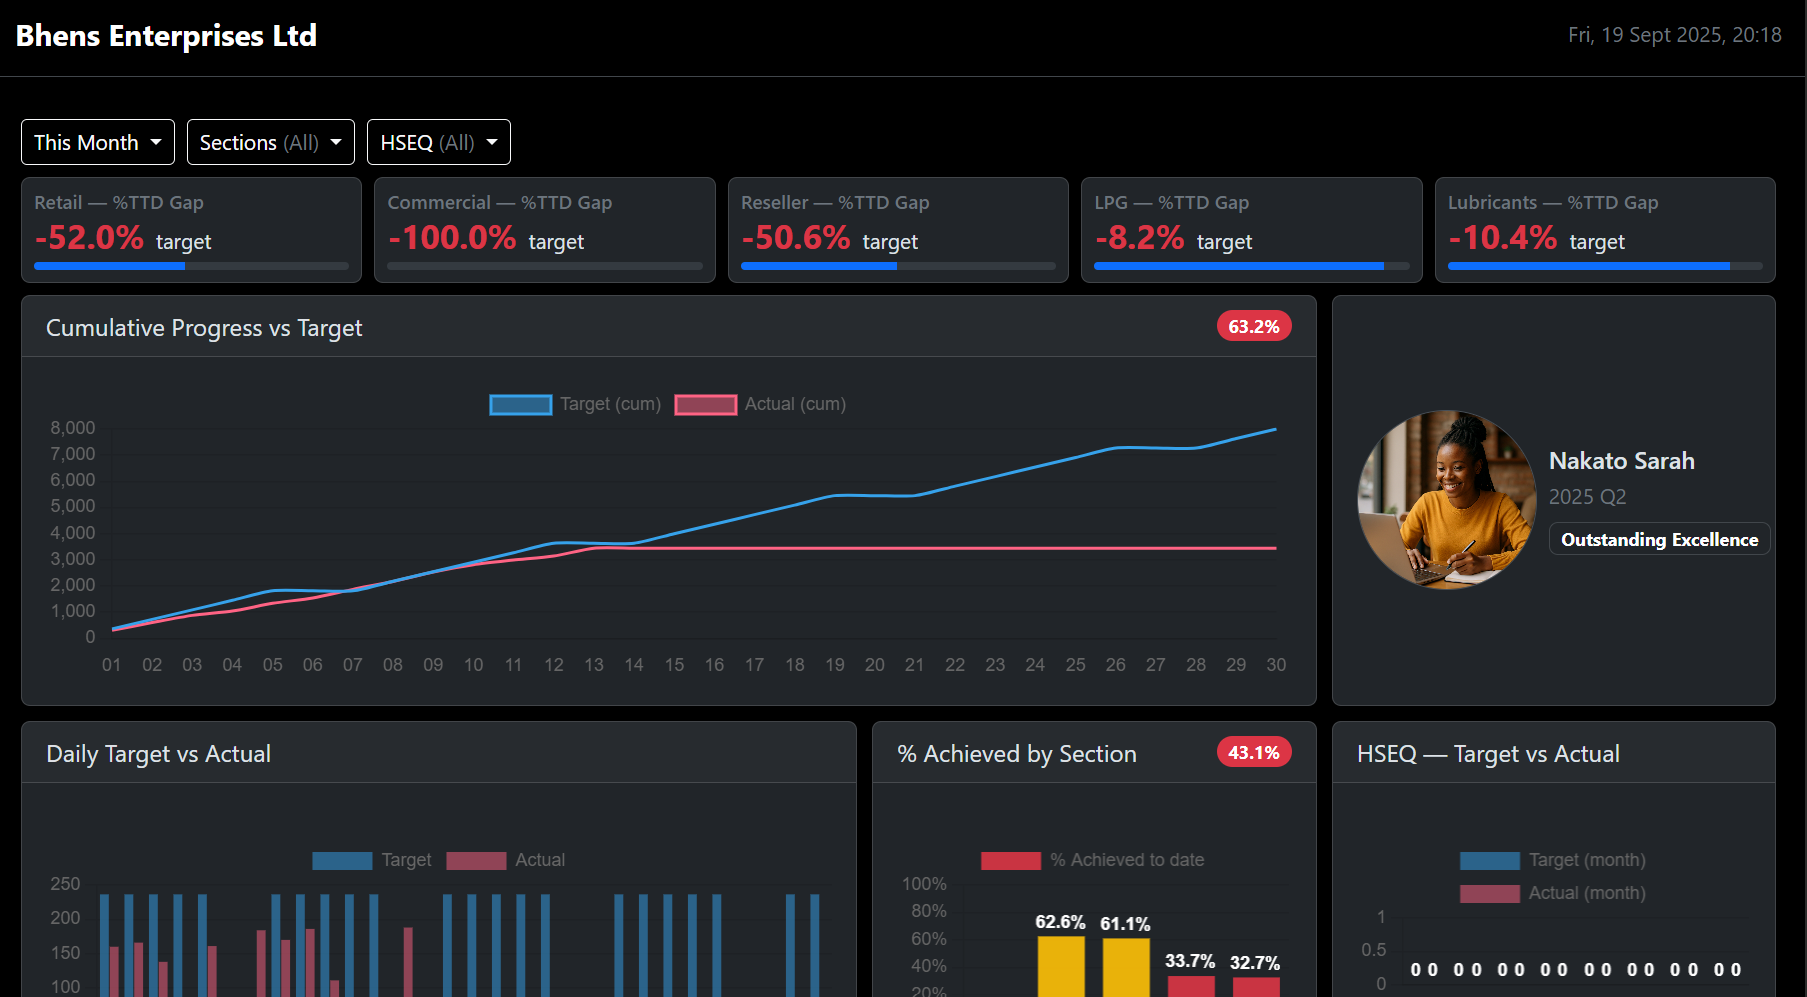 Bhens Enterprises Ltd
Fri, 19 Sept 2025, 20:18
This Month
Sections (All)
HSEQ (All)
Retail — %TTD Gap
-52.0% target
Commercial — %TTD Gap
-100.0% target
Reseller — %TTD Gap
-50.6% target
LPG — %TTD Gap
-8.2% target
Lubricants — %TTD Gap
-10.4% target
Cumulative Progress vs Target
63.2%
Target (cum) Actual (cum)
8,000
7,000
6,000
5,000
4,000
3,000
2,000
1,000
0
01 02 03 04 05 06 07 08 09 10 11 12 13 14 15 16 17 18 19 20 21 22 23 24 25 26 27 28 29 30
Nakato Sarah
2025 Q2
Outstanding Excellence
Daily Target vs Actual
Target Actual
250
200
150
100
% Achieved by Section
43.1%
% Achieved to date
100%
80%
60%
40%
20%
62.6% 61.1% 33.7% 32.7%
HSEQ — Target vs Actual
Target (month)
Actual (month)
1
0.5
0
0 0 0 0 0 0 0 0 0 0 0 0 0 0 0 0